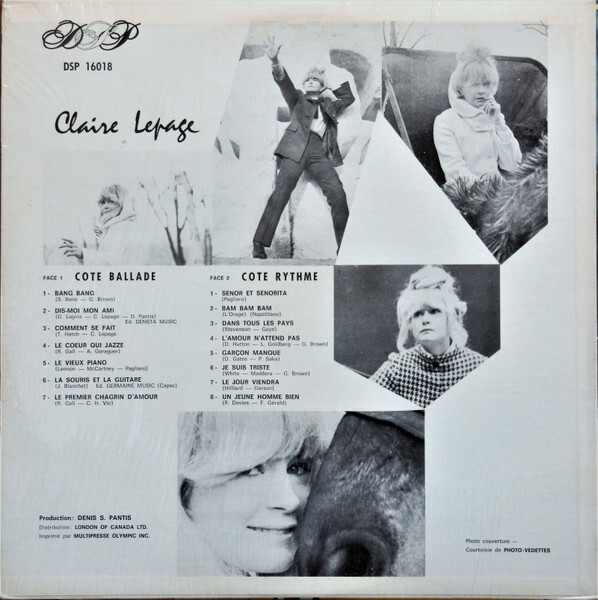 DSP
DSP 16018
Claire Lepage
FACE 1 COTE BALLADE
1 - BANG BANG
(S. Bono — G. Brown)
2 - DIS-MOI MON AMI
(G. Lagios — C. Lepage — D. Pantis)
Ed. DENSTA MUSIC
3 - COMMENT SE FAIT
(T. Hatch — C. Lepage
4 - LE COEUR QUI JAZZE
(R. Gall — A. Goraguer)
5 - LE VIEUX PIANO
(Lennon — McCartney — Pagliaro)
6 - LA SOURIS ET LA GUITARE
(J. Blanchet) Ed. GERMAINE MUSIC (Capac)
7 - LE PREMIER CHAGRIN D'AMOUR
(R. Gall — C. H. Vic)
FACE 2 COTE RYTHME
1 - SENOR ET SENORITA
(Pagliaro)
2 - BAM BAM BAM
(L'Orage) (Napolitano)
3 - DANS TOUS LES PAYS
(Stevenson — Gaye)
4 - L'AMOUR N'ATTEND PAS
(D. Hutton — L. Goldberg — G. Brown)
5 - GARÇON MANQUE
(D. Gates — P. Saka)
6 - JE SUIS TRISTE
(White — Maddera — G. Browe)
7 - LE JOUR VIENDRA
(Hilliard — Garson)
8 - UN JEUNE HOMME BIEN
(R. Davies — F. Gérald)
Production : DENIS S. PANTIS
Distribution : LONDON OF CANADA LTD.
Imprimé par MULTIPRESSE OLYMPIC INC.
Photo couverture —
Courtoisie de PHOTO-VEDETTES